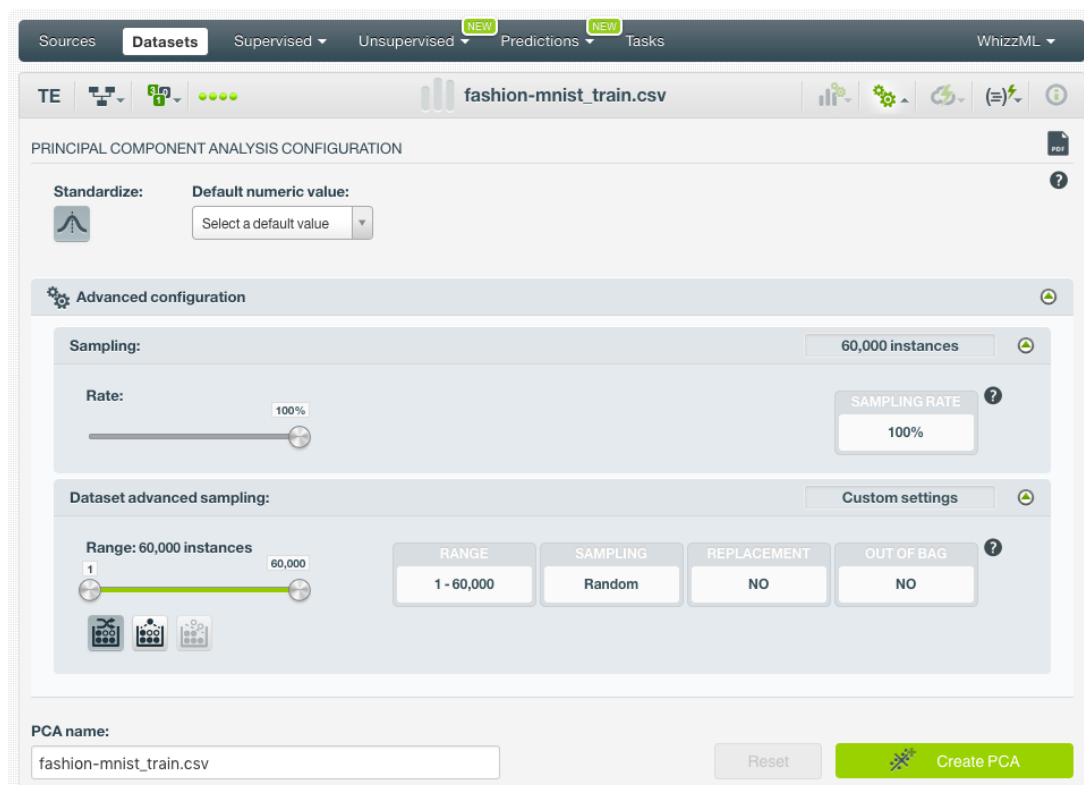 NEW NEW
Sources Datasets Supervised Unsupervised Predictions Tasks WhizzML
TE fashion-mnist_train.csv
PRINCIPAL COMPONENT ANALYSIS CONFIGURATION
PDF
Standardize: Default numeric value:
Select a default value
Advanced configuration
Sampling: 60,000 instances
Rate:
100%
SAMPLING RATE
100%
Dataset advanced sampling: Custom settings
Range: 60,000 instances
1 60,000
RANGE SAMPLING REPLACEMENT OUT OF BAG
1 - 60,000 Random NO NO
PCA name:
fashion-mnist_train.csv
Reset Create PCA